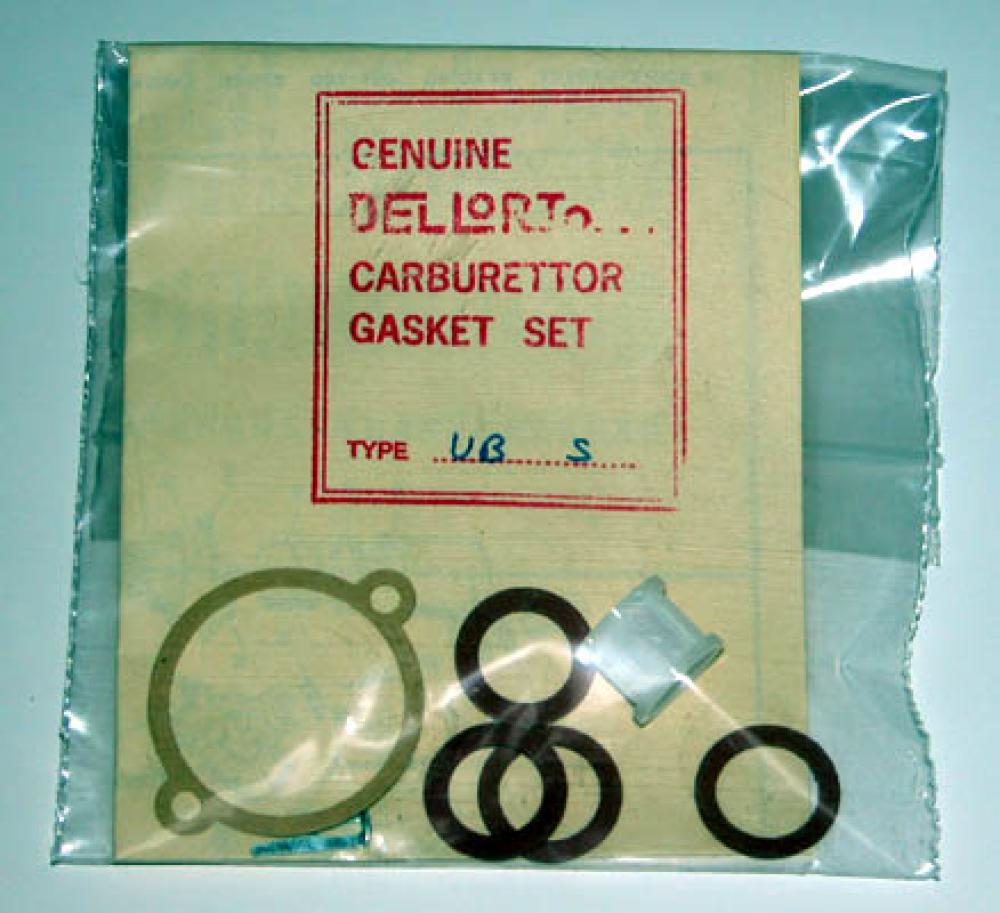 GENUINE
DELLORTO...
CARBURETTOR
GASKET SET
TYPE UB S